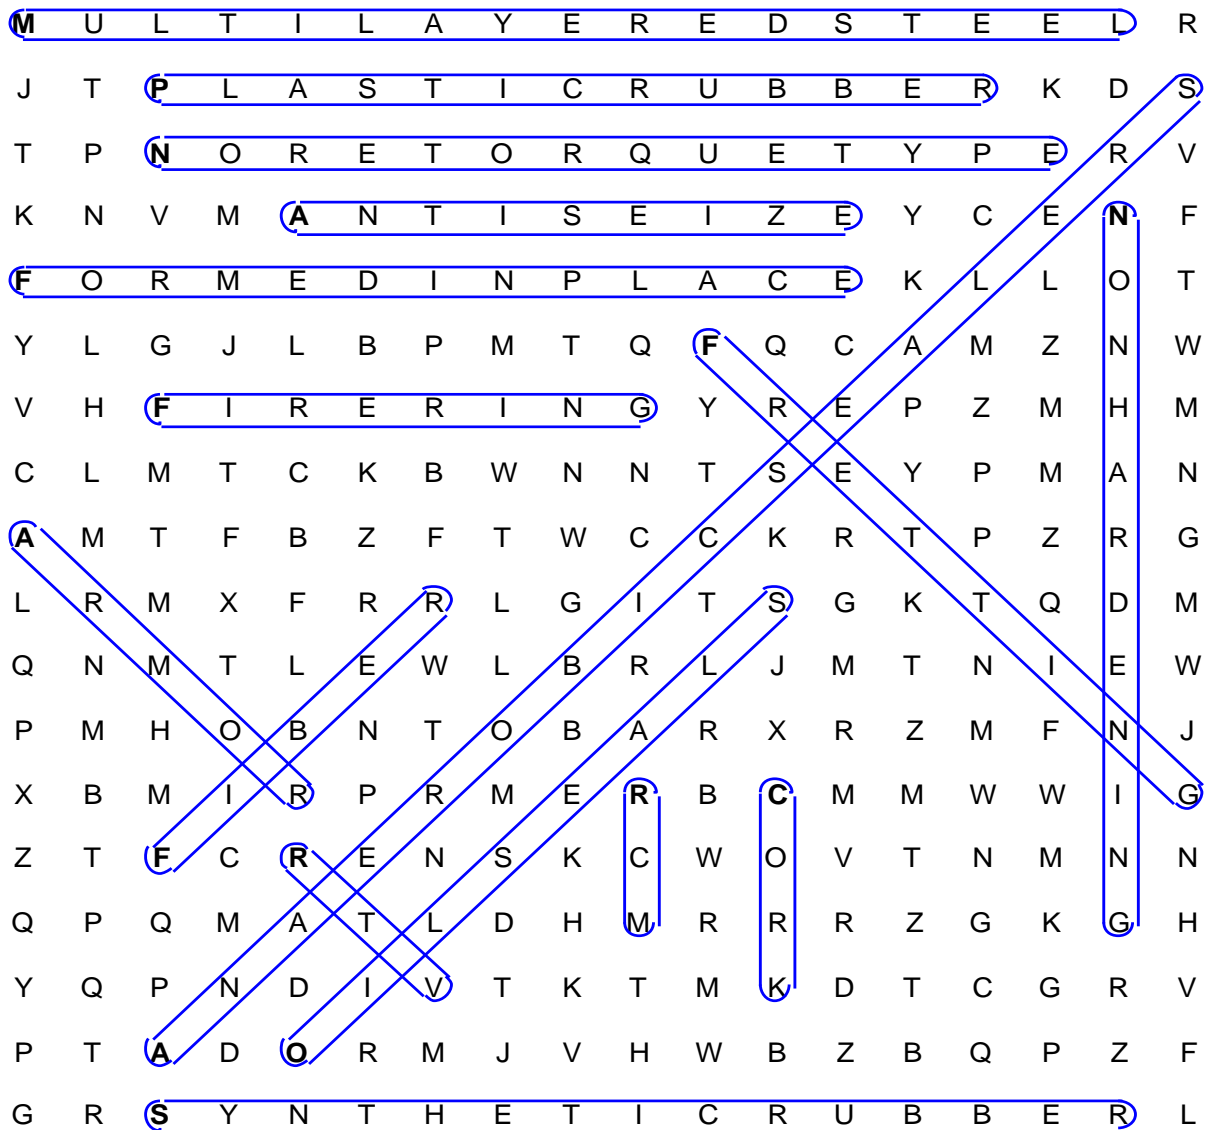 M U L T I L A Y E R E D S T E E L R
J T P L A S T I C R U B B E R K D S
T P N O R E T O R Q U E T Y P E R V
K N V M A N T I S E I Z E Y C E N F
F O R M E D I N P L A C E K L L O T
Y L G J L B P M T Q F Q C A M Z N W
V H F I R E R I N G Y R E P Z M H M
C L M T C K B W N N T S E Y P M A N
A M T F B Z F T W C C K R T P Z R G
L R M X F R R L G I T S G K T Q D M
Q N M T L E W L B R L J M T N I E W
P M H O B N T O B A R X R Z M F N J
X B M I R P R M E R B C M M W W I G
Z T F C R E N S K C W O V T N M N N
Q P Q M A T L D H M R R R Z G K G H
Y Q P N D I V T K T M K D T C G R V
P T A D O R M J V H W B Z B Q P Z F
G R S Y N T H E T I C R U B B E R L